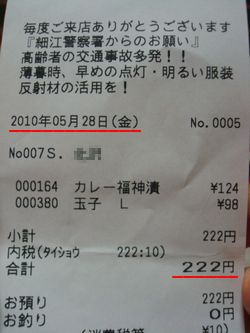 毎度ご来店ありがとうございます
『細江警察署からのお願い』
高齢者の交通事故多発！！
薄暮時、早めの点灯・明るい服装
反射材の活用を！
2010年05月28日(金) No.0005
No007S.
000164 カレー福神漬 ¥124
000380 玉子 L ¥98
小計 222円
内税(タイショウ 222:10)
合計 222円
お預り 222円
お釣り 0円